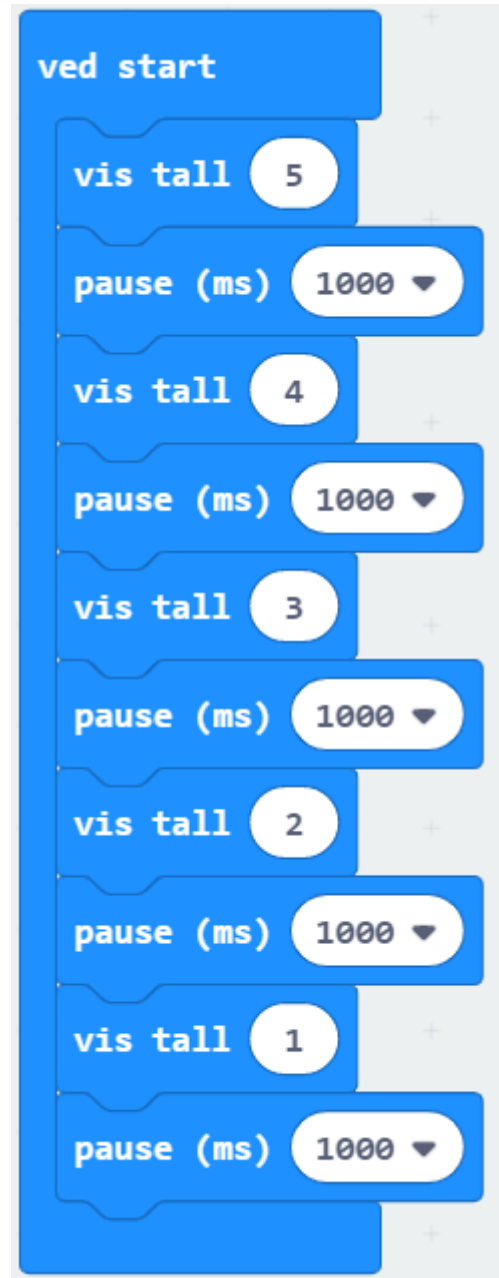 ved start
vis tall 5
pause (ms) 1000
vis tall 4
pause (ms) 1000
vis tall 3
pause (ms) 1000
vis tall 2
pause (ms) 1000
vis tall 1
pause (ms) 1000